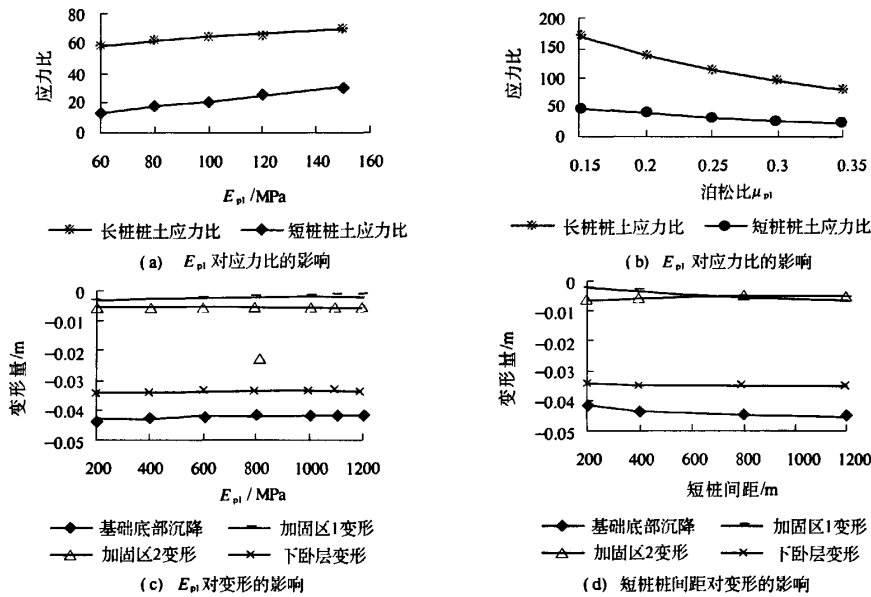 80
60
40
20
0
应力比
60 80 100 120 140 160
E_pl /MPa
长桩桩土应力比 短桩桩土应力比
(a) E_pl 对应力比的影响
200
150
100
50
0
应力比
0.15 0.2 0.25 0.3 0.35
泊松比μ_pl
长桩桩土应力比 短桩桩土应力比
(b) E_pl 对应力比的影响
0
-0.01
-0.02
-0.03
-0.04
-0.05
变形量/m
200 400 600 800 1000 1200
E_pl / MPa
基础底部沉降 加固区1变形
加固区2变形 下卧层变形
(c) E_pl 对变形的影响
0
-0.01
-0.02
-0.03
-0.04
-0.05
变形量/m
200 400 600 800 1000 1200
短桩间距/m
基础底部沉降 加固区1变形
加固区2变形 下卧层变形
(d) 短桩桩间距对变形的影响